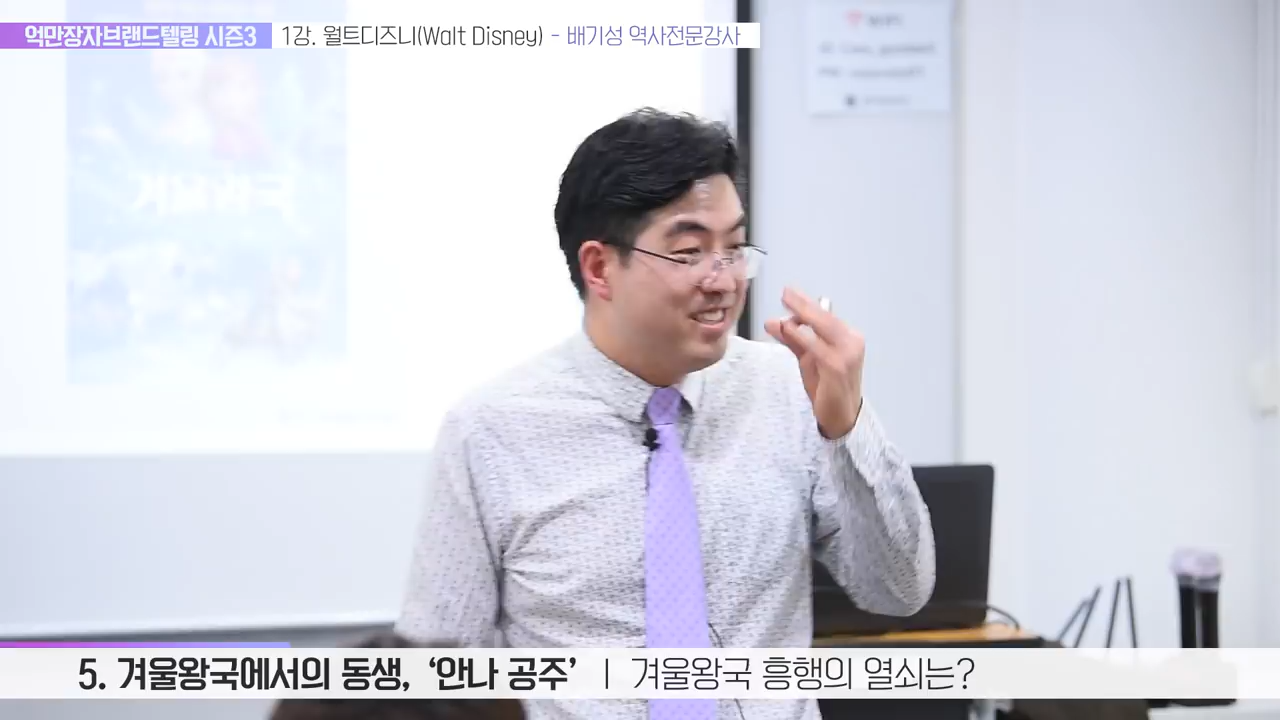 억만장자브랜드텔링 시즌3 1강. 월트디즈니(Walt Disney) - 배기성 역사전문강사
겨울왕국
5. 겨울왕국에서의 동생, ‘안나 공주’ ㅣ 겨울왕국 흥행의 열쇠는?